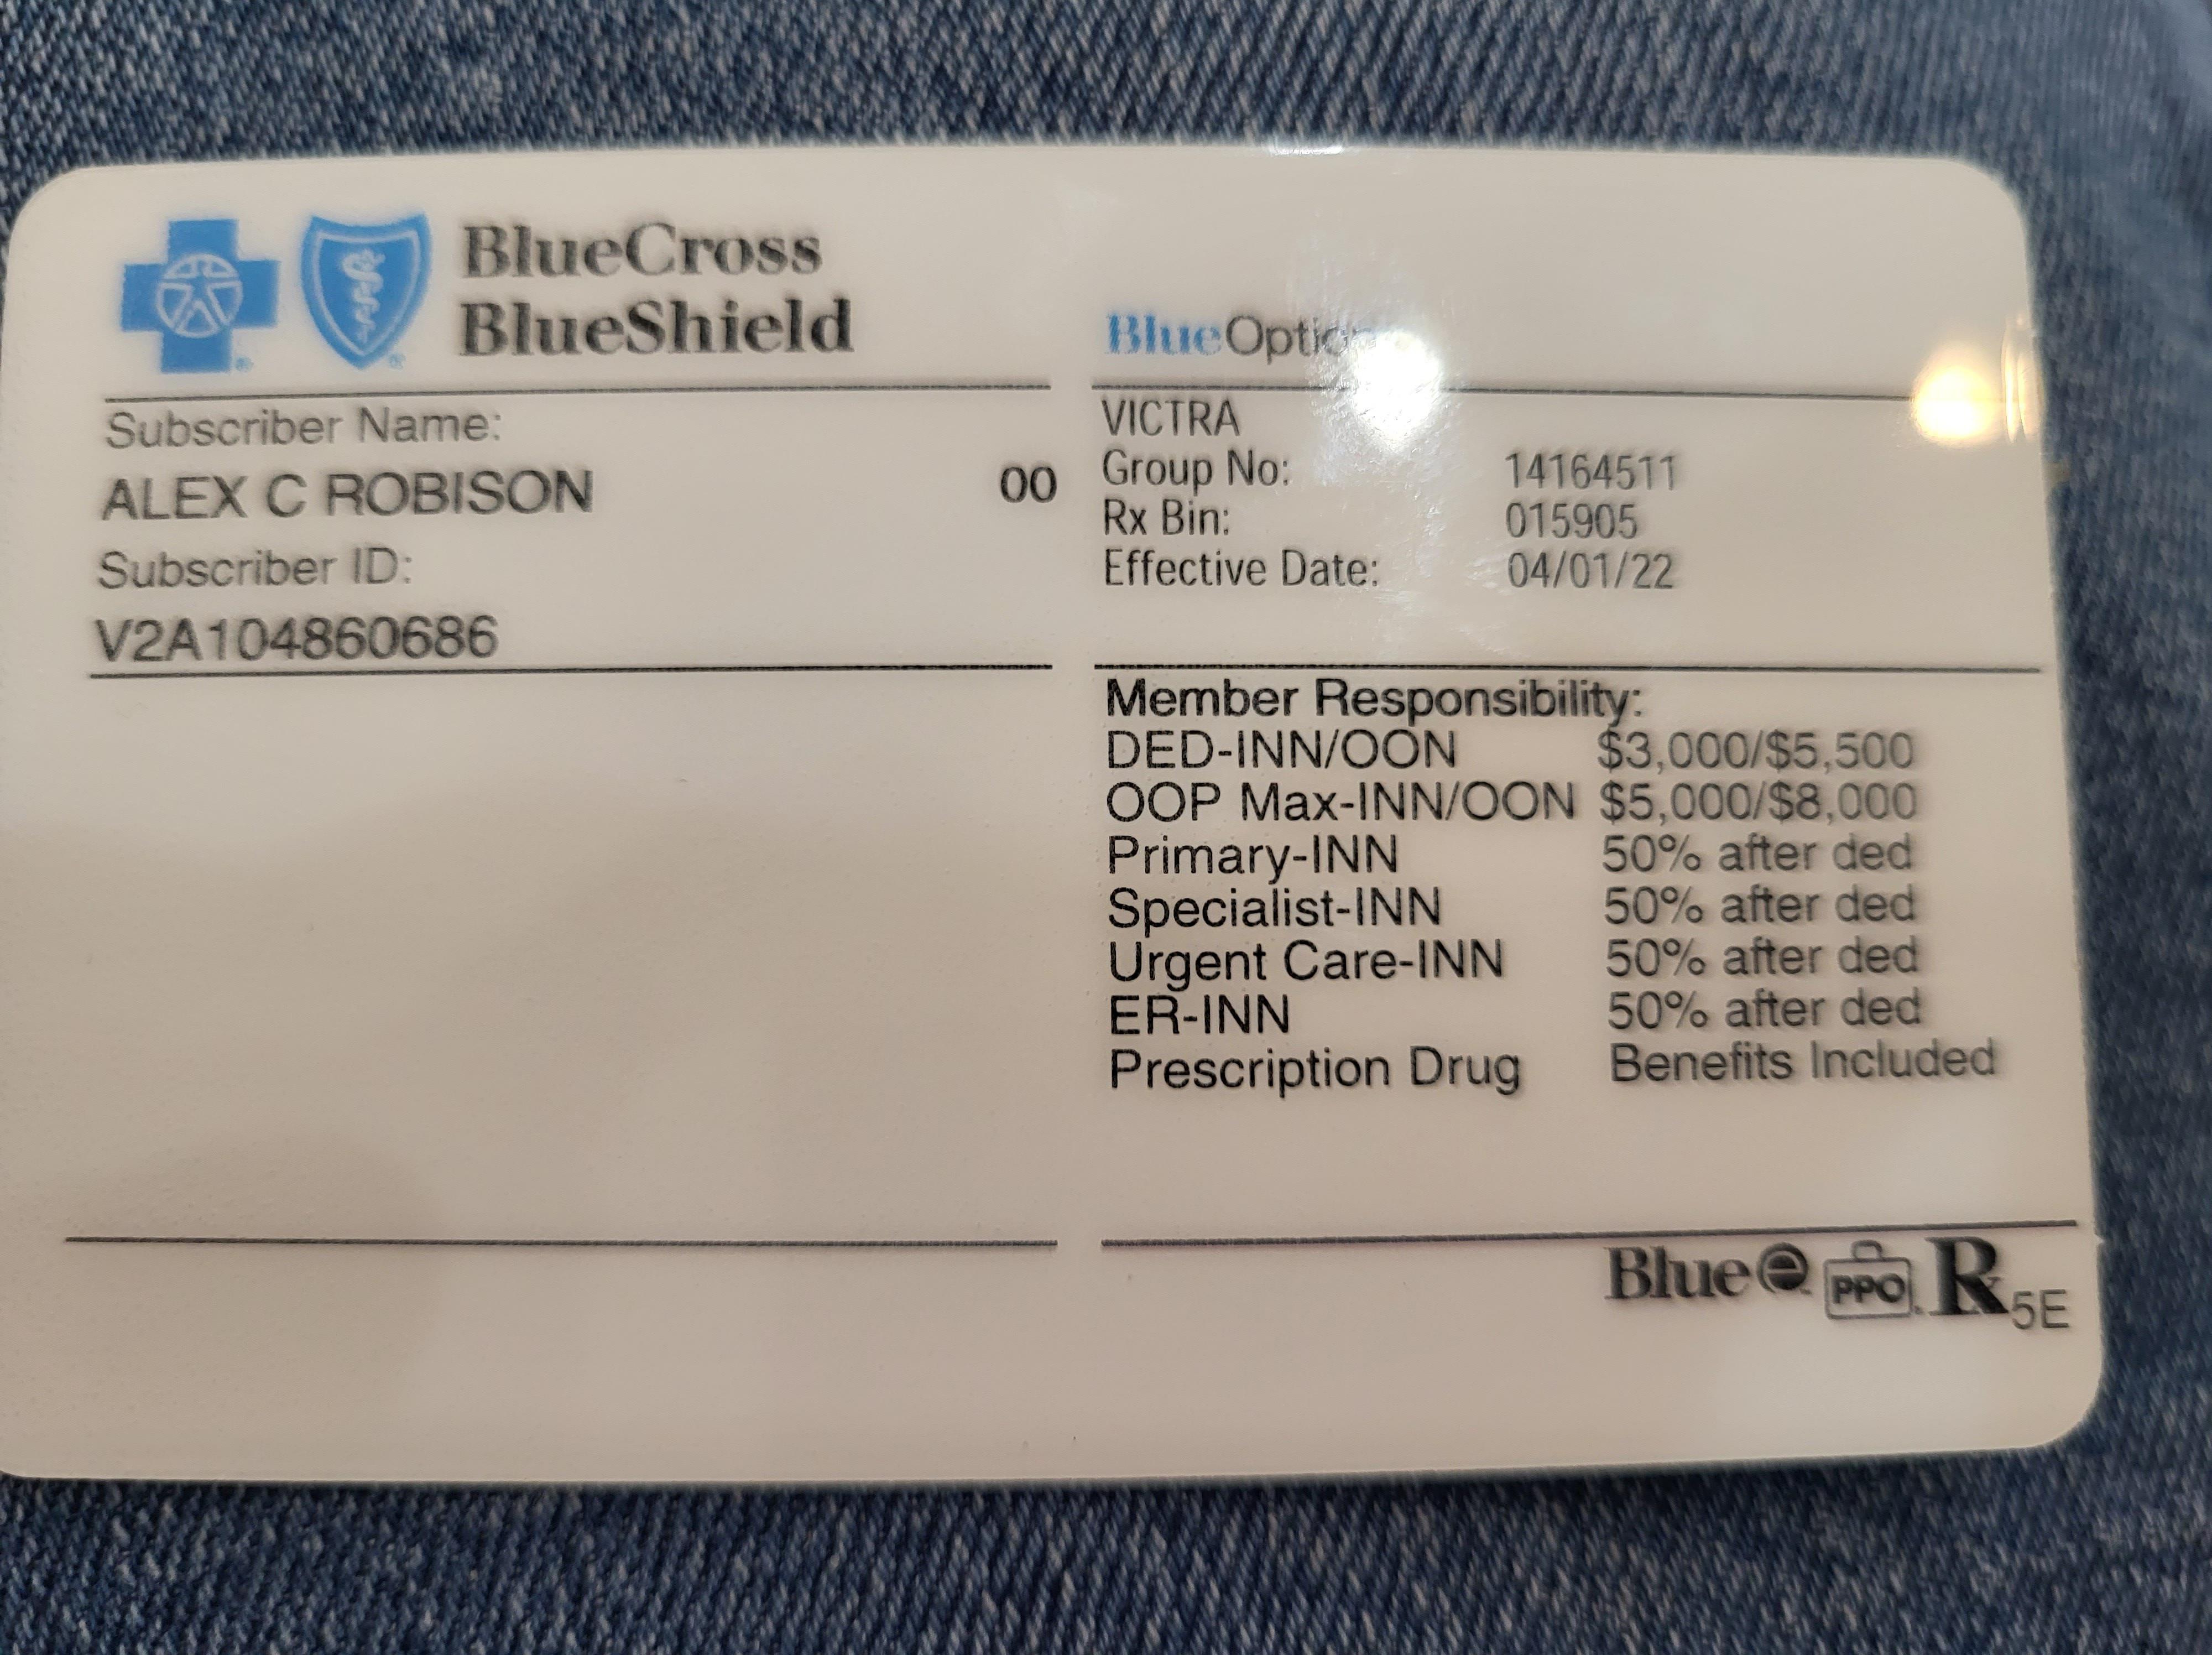 BlueCross
BlueShield
Subscriber Name:
ALEX C ROBISON 00
Subscriber ID:
V2A104860686
VICTRA
Group No: 14164511
Rx Bin: 015905
Effective Date: 04/01/22
Member Responsibility:
DED-INN/OON $3,000/$5,500
OOP Max-INN/OON $5,000/$8,000
Primary-INN 50% after ded
Specialist-INN 50% after ded
Urgent Care-INN 50% after ded
ER-INN 50% after ded
Prescription Drug Benefits Included
Blue e PPO Rx 5E